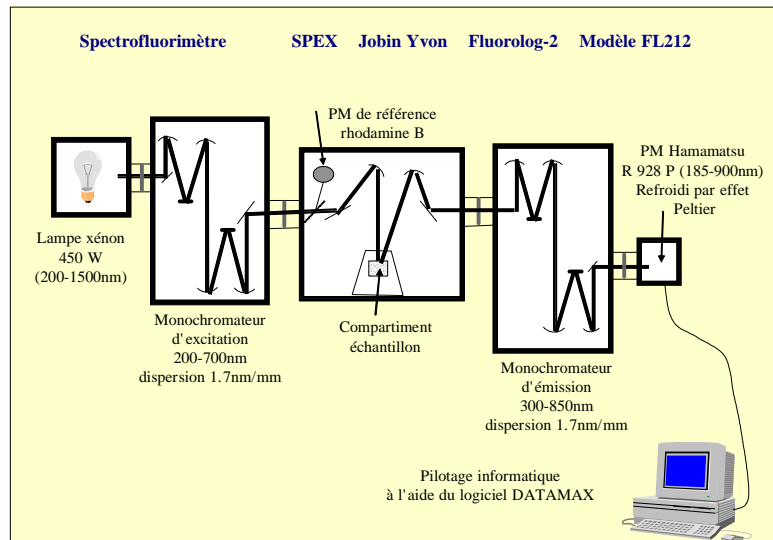 Spectrofluorimètre SPEX Jobin Yvon Fluorolog-2 Modèle FL212
PM de référence
rhodamine B
PM Hamamatsu
R 928 P (185-900nm)
Refroidi par effet
Peltier
Lampe xénon
450 W
(200-1500nm)
Monochromateur
d'excitation
200-700nm
dispersion 1.7nm/mm
Compartiment
échantillon
Monochromateur
d'émission
300-850nm
dispersion 1.7nm/mm
Pilotage informatique
à l'aide du logiciel DATAMAX